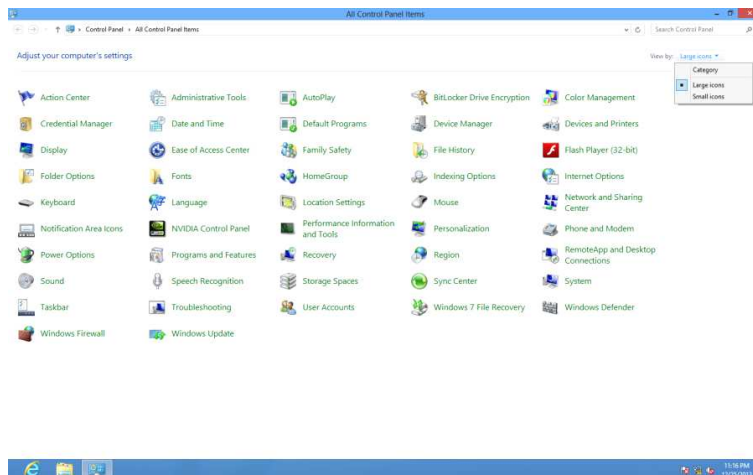 All Control Panel Items
Control Panel
All Control Panel Items
Search Control Panel
Adjust your computer's settings
View by: Large icons
Category
Large icons
Small icons
Action Center
Administrative Tools
AutoPlay
BitLocker Drive Encryption
Color Management
Credential Manager
Date and Time
Default Programs
Device Manager
Devices and Printers
Display
Ease of Access Center
Family Safety
File History
Flash Player (32-bit)
Folder Options
Fonts
HomeGroup
Indexing Options
Internet Options
Keyboard
Language
Location Settings
Mouse
Network and Sharing
Center
Notification Area Icons
NVIDIA Control Panel
Performance Information
and Tools
Personalization
Phone and Modem
Power Options
Programs and Features
Recovery
Region
RemoteApp and Desktop
Connections
Sound
Speech Recognition
Storage Spaces
Sync Center
System
Taskbar
Troubleshooting
User Accounts
Windows 7 File Recovery
Windows Defender
Windows Firewall
Windows Update
11:16 PM